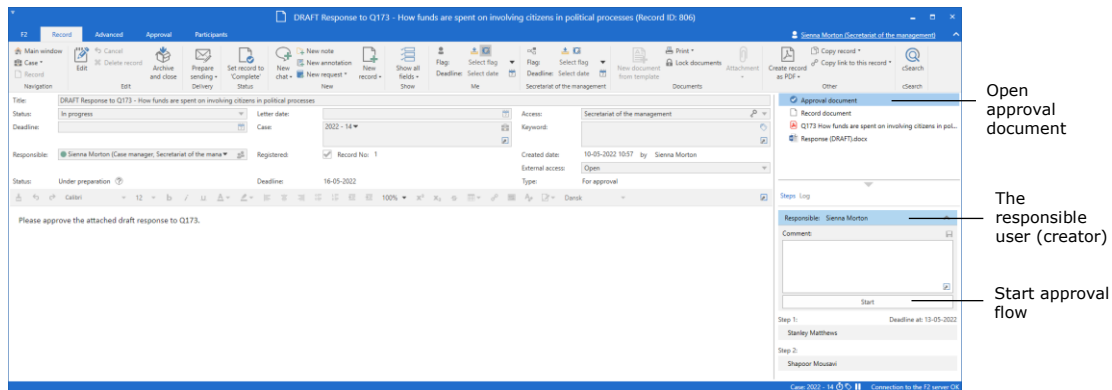 DRAFT Response to Q173 - How funds are spent on involving citizens in political processes (Record ID: 806)
F2 Record Advanced Approval Participants
Sienna Morton (Secretariat of the management)
Main window
Case
Record
Navigation
Edit
Cancel
Delete record
Edit
Archive and close
Prepare sending
Delivery
Set record to 'Complete'
Status
New chat
New note
New annotation
New request
New record
New
Show all fields
Show
Flag: Select flag
Deadline: Select date
Me
Flag: Select flag
Deadline: Select date
Secretariat of the management
New document from template
Print
Lock documents
Attachment
Documents
Create record as PDF
Copy record
Copy link to this record
Other
cSearch
cSearch
Title: DRAFT Response to Q173 - How funds are spent on involving citizens in political processes
Status: In progress Letter date: Access: Secretariat of the management
Deadline: Case: 2022 - 14 Keyword:
Responsible: Sienna Morton (Case manager, Secretariat of the mana Registered: Record No: 1 Created date: 10-05-2022 10:57 by Sienna Morton
External access: Open
Status: Under preparation Deadline: 16-05-2022 Type: For approval
Calibri 12 b / u 100% Dansk
Please approve the attached draft response to Q173.
Approval document
Record document
Q173 How funds are spent on involving citizens in pol...
Response (DRAFT).docx
Steps Log
Responsible: Sienna Morton
Comment:
Start
Step 1: Deadline at: 13-05-2022
Stanley Matthews
Step 2:
Shapoor Mousavi
Case: 2022 - 14 Connection to the F2 server OK
Open
approval
document
The
responsible
user (creator)
Start approval
flow